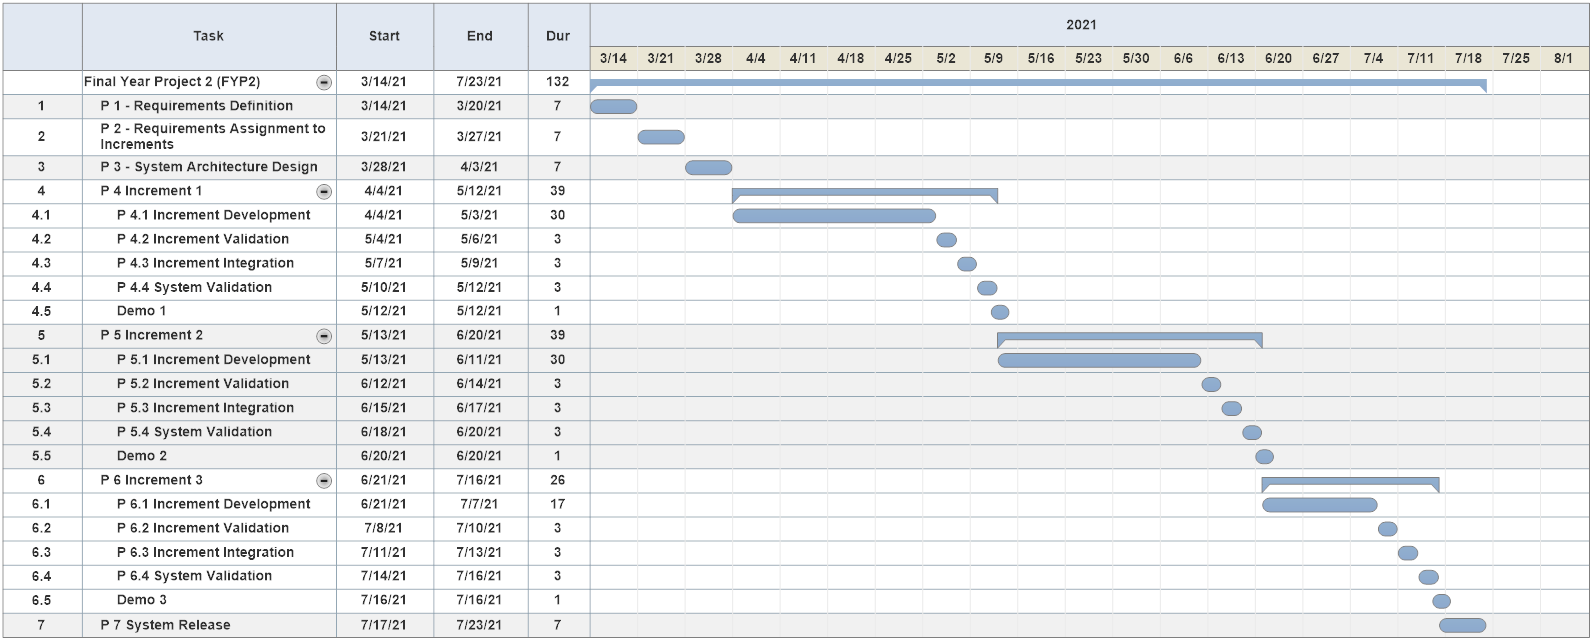 2021
Task Start End Dur
3/14 3/21 3/28 4/4 4/11 4/18 4/25 5/2 5/9 5/16 5/23 5/30 6/6 6/13 6/20 6/27 7/4 7/11 7/18 7/25 8/1
Final Year Project 2 (FYP2) 3/14/21 7/23/21 132
1 P 1 - Requirements Definition 3/14/21 3/20/21 7
2 P 2 - Requirements Assignment to
Increments 3/21/21 3/27/21 7
3 P 3 - System Architecture Design 3/28/21 4/3/21 7
4 P 4 Increment 1 4/4/21 5/12/21 39
4.1 P 4.1 Increment Development 4/4/21 5/3/21 30
4.2 P 4.2 Increment Validation 5/4/21 5/6/21 3
4.3 P 4.3 Increment Integration 5/7/21 5/9/21 3
4.4 P 4.4 System Validation 5/10/21 5/12/21 3
4.5 Demo 1 5/12/21 5/12/21 1
5 P 5 Increment 2 5/13/21 6/20/21 39
5.1 P 5.1 Increment Development 5/13/21 6/11/21 30
5.2 P 5.2 Increment Validation 6/12/21 6/14/21 3
5.3 P 5.3 Increment Integration 6/15/21 6/17/21 3
5.4 P 5.4 System Validation 6/18/21 6/20/21 3
5.5 Demo 2 6/20/21 6/20/21 1
6 P 6 Increment 3 6/21/21 7/16/21 26
6.1 P 6.1 Increment Development 6/21/21 7/7/21 17
6.2 P 6.2 Increment Validation 7/8/21 7/10/21 3
6.3 P 6.3 Increment Integration 7/11/21 7/13/21 3
6.4 P 6.4 System Validation 7/14/21 7/16/21 3
6.5 Demo 3 7/16/21 7/16/21 1
7 P 7 System Release 7/17/21 7/23/21 7